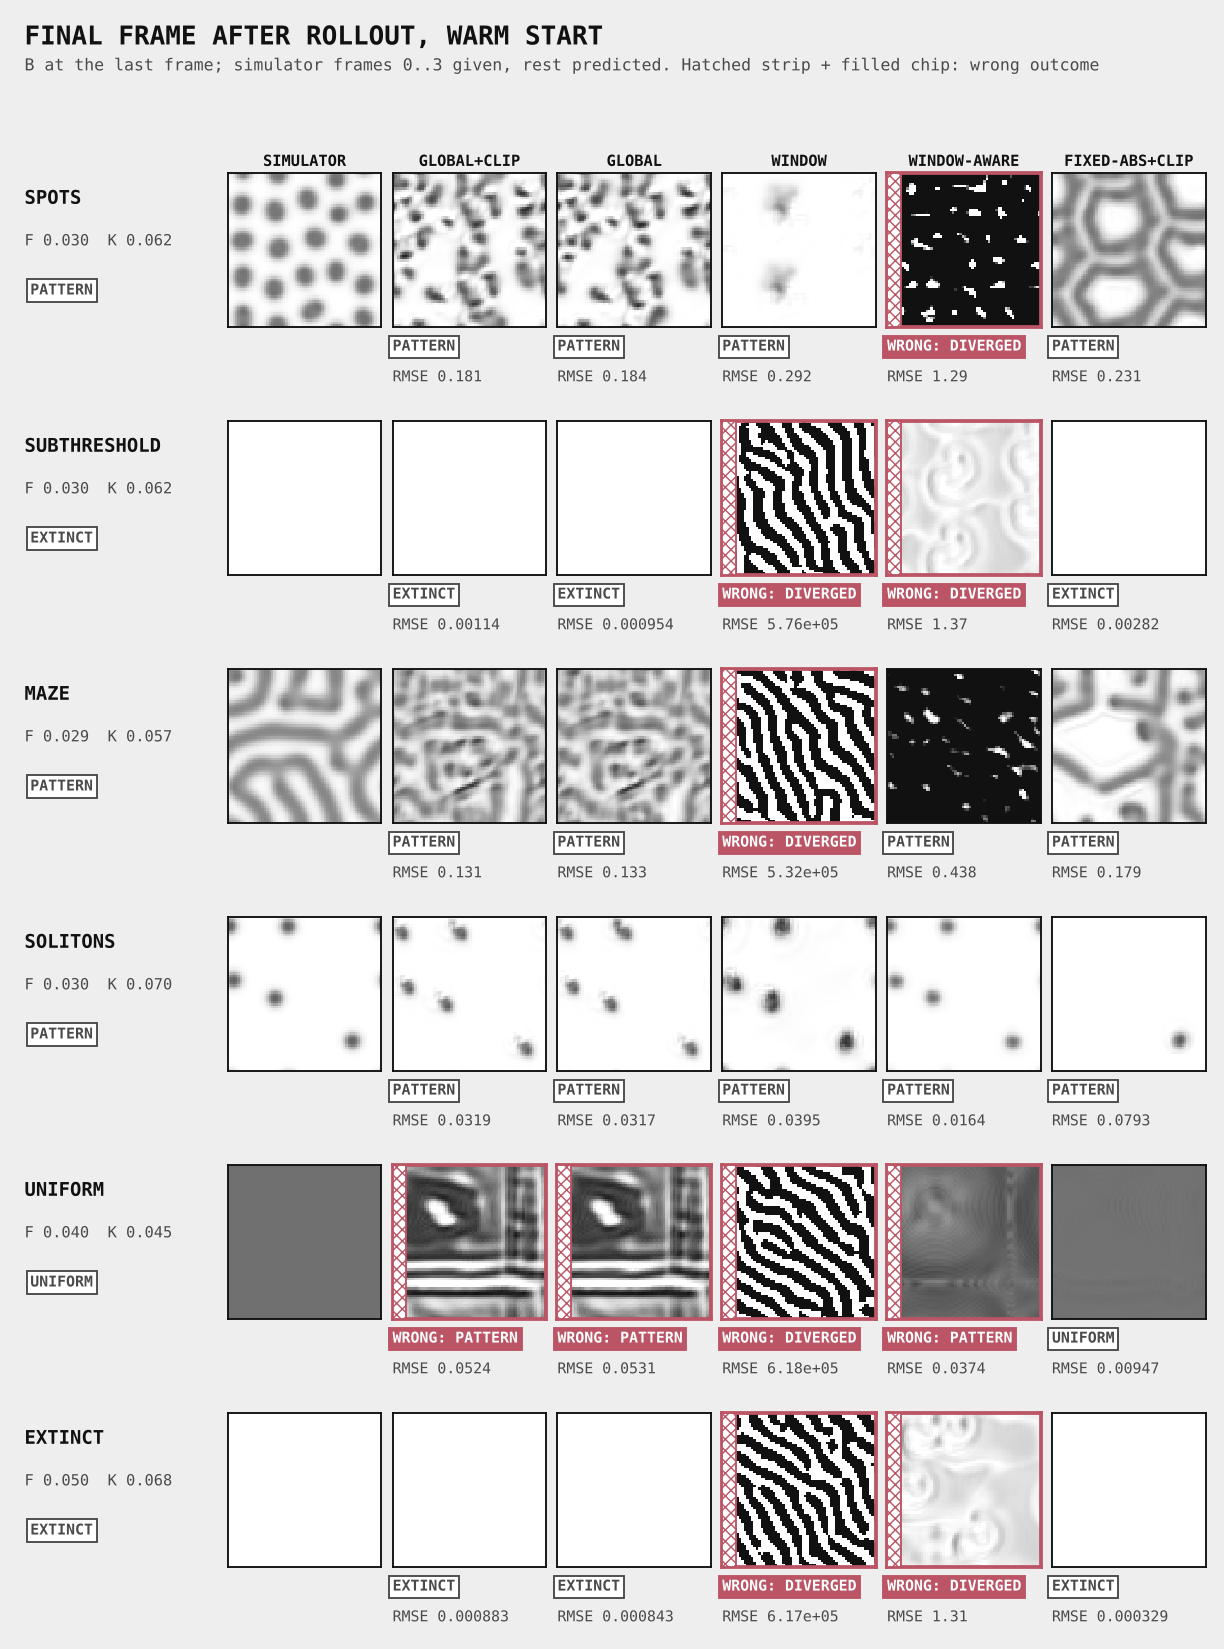 FINAL FRAME AFTER ROLLOUT, WARM START
B at the last frame; simulator frames 0..3 given, rest predicted. Hatched strip + filled chip: wrong outcome
SIMULATOR GLOBAL+CLIP GLOBAL WINDOW WINDOW-AWARE FIXED-ABS+CLIP
SPOTS
F 0.030 K 0.062
PATTERN
PATTERN PATTERN PATTERN WRONG: DIVERGED PATTERN
RMSE 0.181 RMSE 0.184 RMSE 0.292 RMSE 1.29 RMSE 0.231
SUBTHRESHOLD
F 0.030 K 0.062
EXTINCT
EXTINCT EXTINCT WRONG: DIVERGED WRONG: DIVERGED EXTINCT
RMSE 0.00114 RMSE 0.000954 RMSE 5.76e+05 RMSE 1.37 RMSE 0.00282
MAZE
F 0.029 K 0.057
PATTERN
PATTERN PATTERN WRONG: DIVERGED PATTERN PATTERN
RMSE 0.131 RMSE 0.133 RMSE 5.32e+05 RMSE 0.438 RMSE 0.179
SOLITONS
F 0.030 K 0.070
PATTERN
PATTERN PATTERN PATTERN PATTERN PATTERN
RMSE 0.0319 RMSE 0.0317 RMSE 0.0395 RMSE 0.0164 RMSE 0.0793
UNIFORM
F 0.040 K 0.045
UNIFORM
WRONG: PATTERN WRONG: PATTERN WRONG: DIVERGED WRONG: PATTERN UNIFORM
RMSE 0.0524 RMSE 0.0531 RMSE 6.18e+05 RMSE 0.0374 RMSE 0.00947
EXTINCT
F 0.050 K 0.068
EXTINCT
EXTINCT EXTINCT WRONG: DIVERGED WRONG: DIVERGED EXTINCT
RMSE 0.000883 RMSE 0.000843 RMSE 6.17e+05 RMSE 1.31 RMSE 0.000329